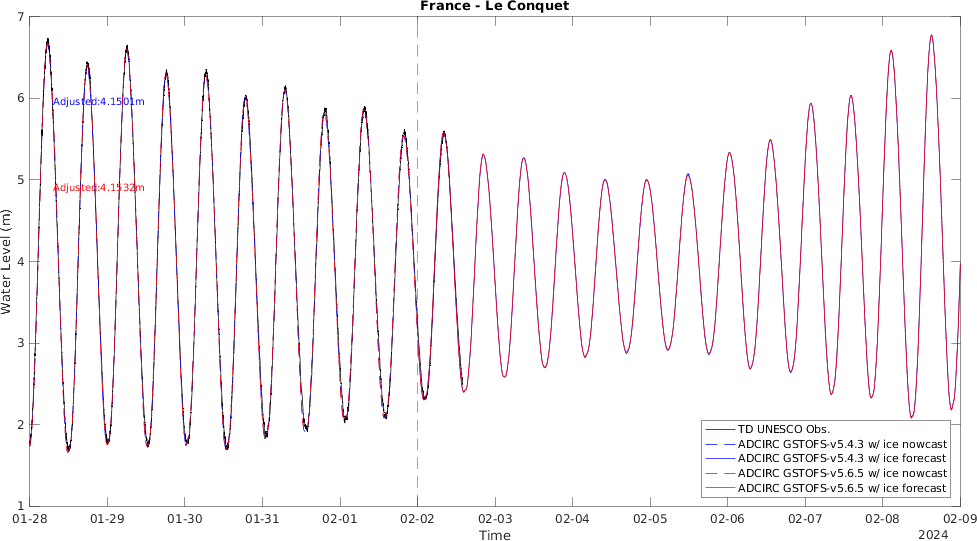 France - Le Conquet
7
6
5
4
3
2
1
Water Level (m)
Adjusted:4.1501m
Adjusted:4.1532m
TD UNESCO Obs.
ADCIRC GSTOFS-v5.4.3 w/ ice nowcast
ADCIRC GSTOFS-v5.4.3 w/ ice forecast
ADCIRC GSTOFS-v5.6.5 w/ ice nowcast
ADCIRC GSTOFS-v5.6.5 w/ ice forecast
01-28 01-29 01-30 01-31 02-01 02-02 02-03 02-04 02-05 02-06 02-07 02-08 02-09
Time
2024